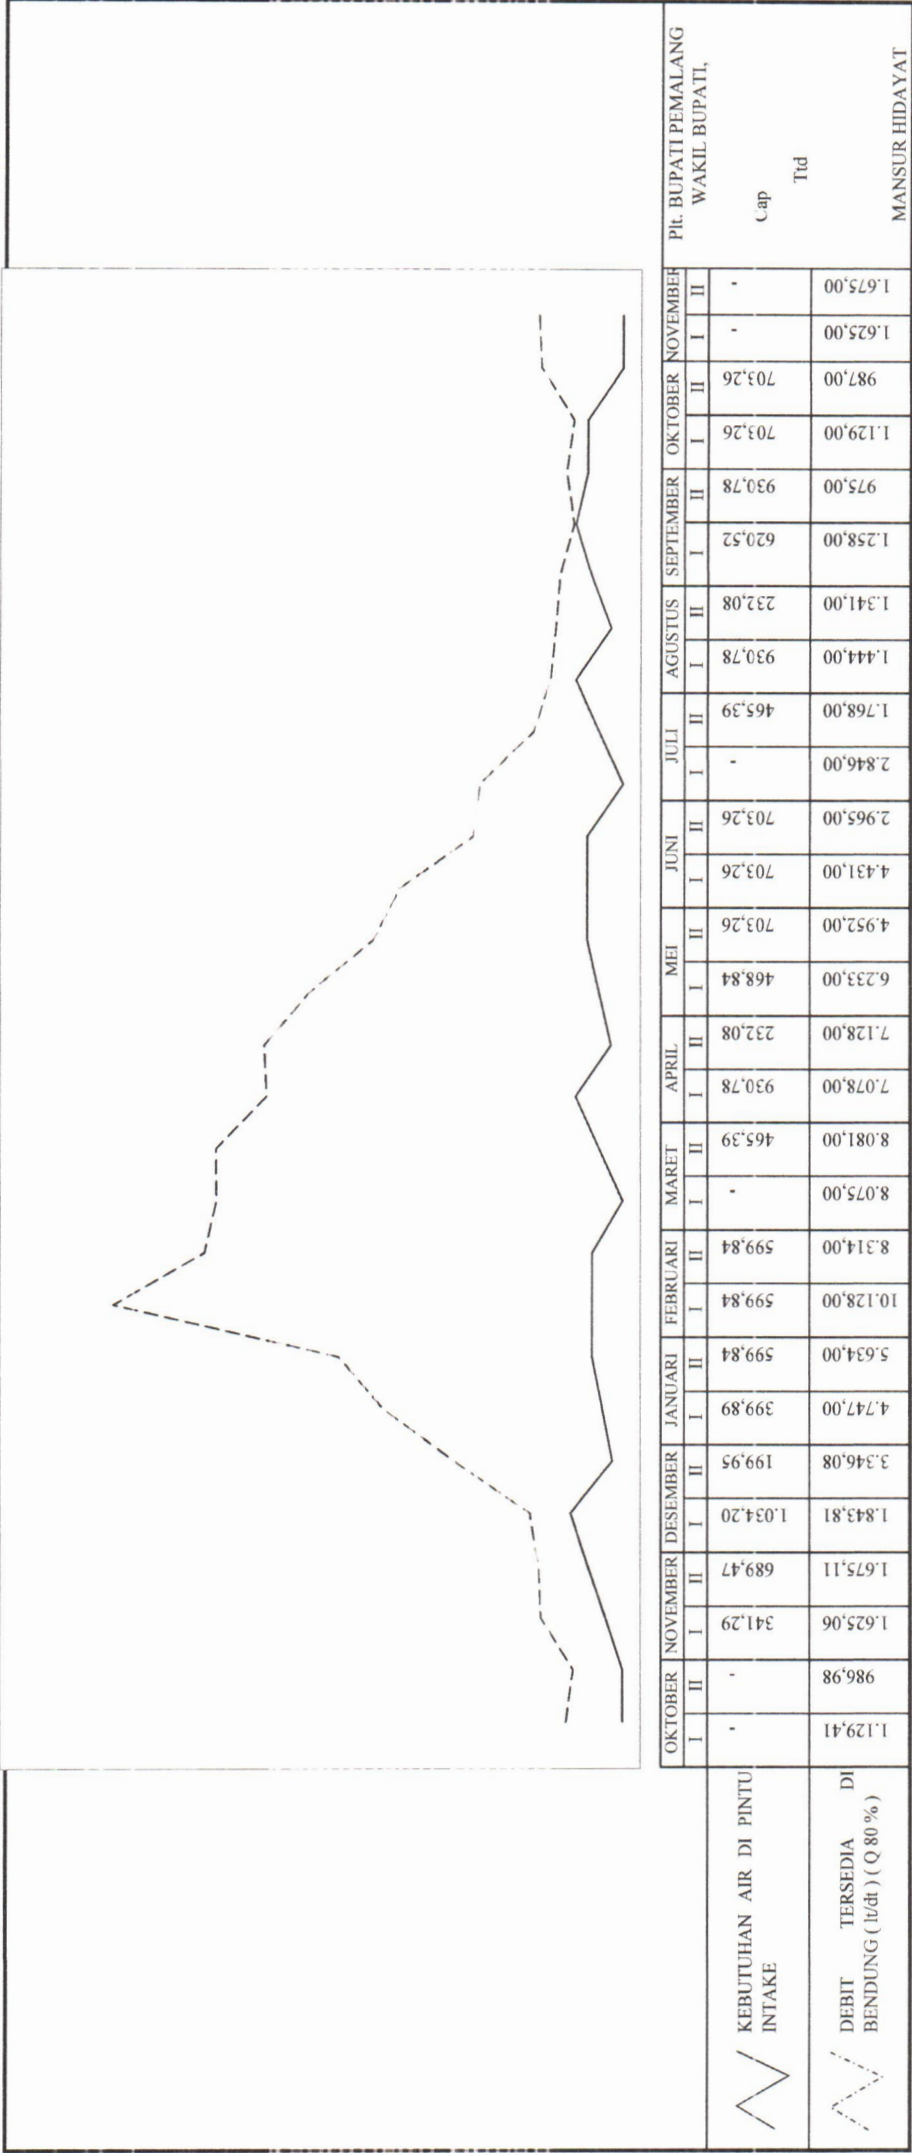 OKTOBER NOVEMBER DESEMBER JANUARI FEBRUARI MARET APRIL MEI JUNI JULI AGUSTUS SEPTEMBER OKTOBER NOVEMBER
I II I II I II I II I II I II I II I II I II I II I II I II I II I II
KEBUTUHAN AIR DI PINTU
INTAKE
- - 341,29 689,47 1.034,20 199,95 399,89 599,84 599,84 599,84 - 465,39 930,78 232,08 468,84 703,26 703,26 703,26 - 465,39 930,78 232,08 620,52 930,78 703,26 703,26 - -
DEBIT TERSEDIA DI
BENDUNG ( lt/dt ) ( Q 80 % )
1.129,41 986,98 1.625,06 1.675,11 1.843,81 3.346,08 4.747,00 5.634,00 10.128,00 8.314,00 8.075,00 8.081,00 7.078,00 7.128,00 6.233,00 4.952,00 4.431,00 2.965,00 2.846,00 1.768,00 1.444,00 1.341,00 1.258,00 975,00 1.129,00 987,00 1.625,00 1.675,00
Plt. BUPATI PEMALANG
WAKIL BUPATI,
Cap
Ttd
MANSUR HIDAYAT